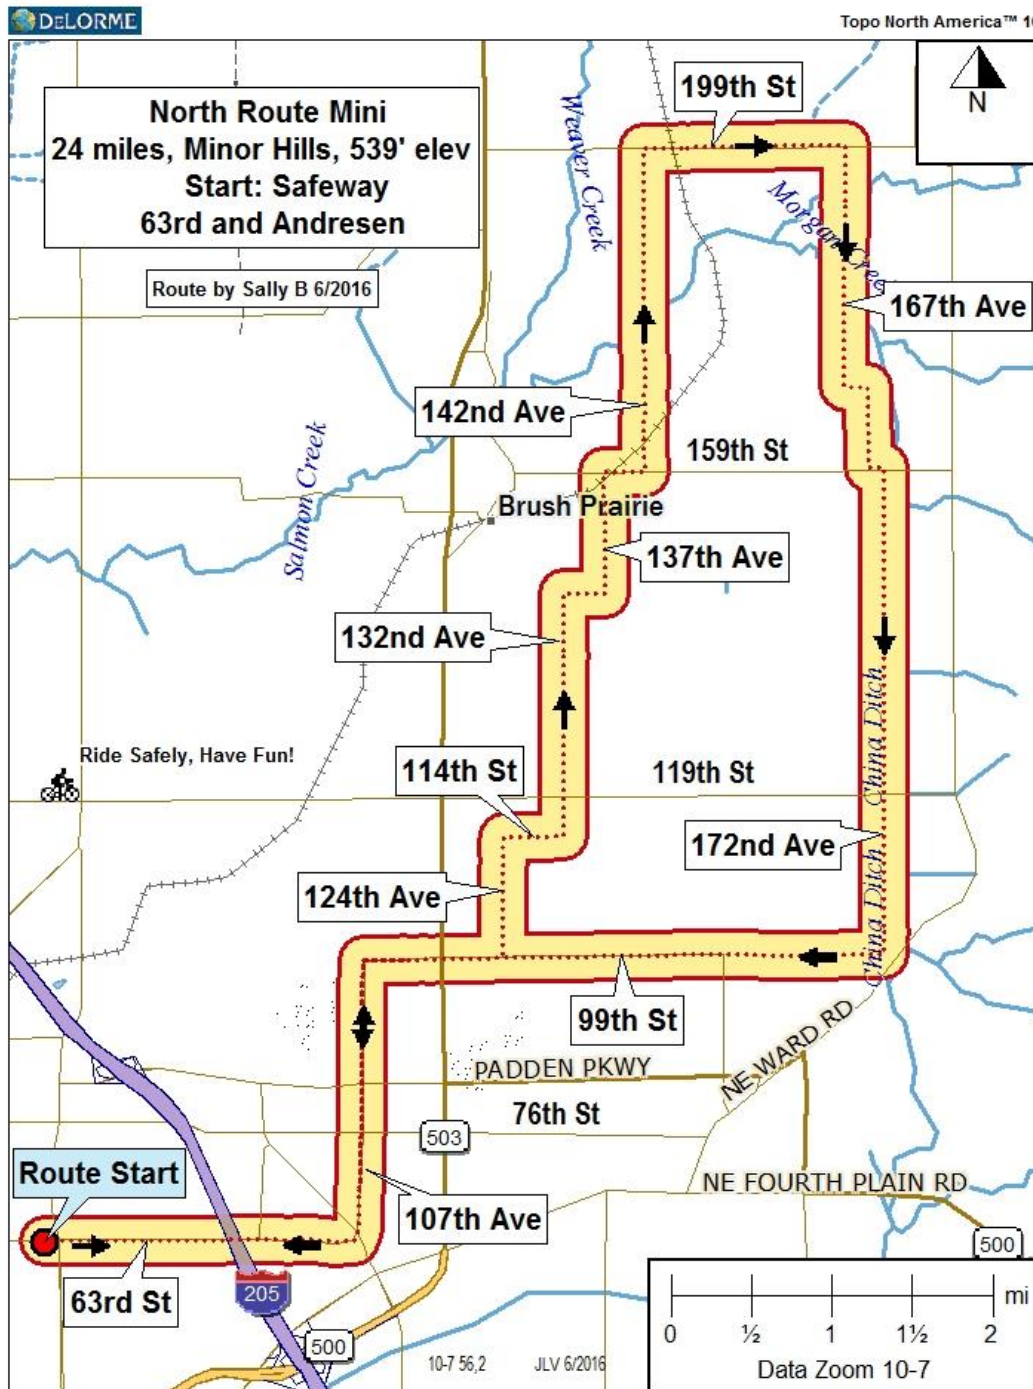 DELORME
Topo North America™ 10
North Route Mini
24 miles, Minor Hills, 539' elev
Start: Safeway
63rd and Andresen
Route by Sally B 6/2016
N
199th St
Weaver Creek
Morgan Creek
167th Ave
142nd Ave
159th St
Salmon Creek
Brush Prairie
137th Ave
132nd Ave
China Ditch
Ride Safely, Have Fun!
114th St
119th St
172nd Ave
124th Ave
China Ditch
99th St
PADDEN PKWY
NE WARD RD
76th St
503
Route Start
NE FOURTH PLAIN RD
107th Ave
500
63rd St
205
500
mi
0 ½ 1 1½ 2
10-7 56,2 JLV 6/2016
Data Zoom 10-7